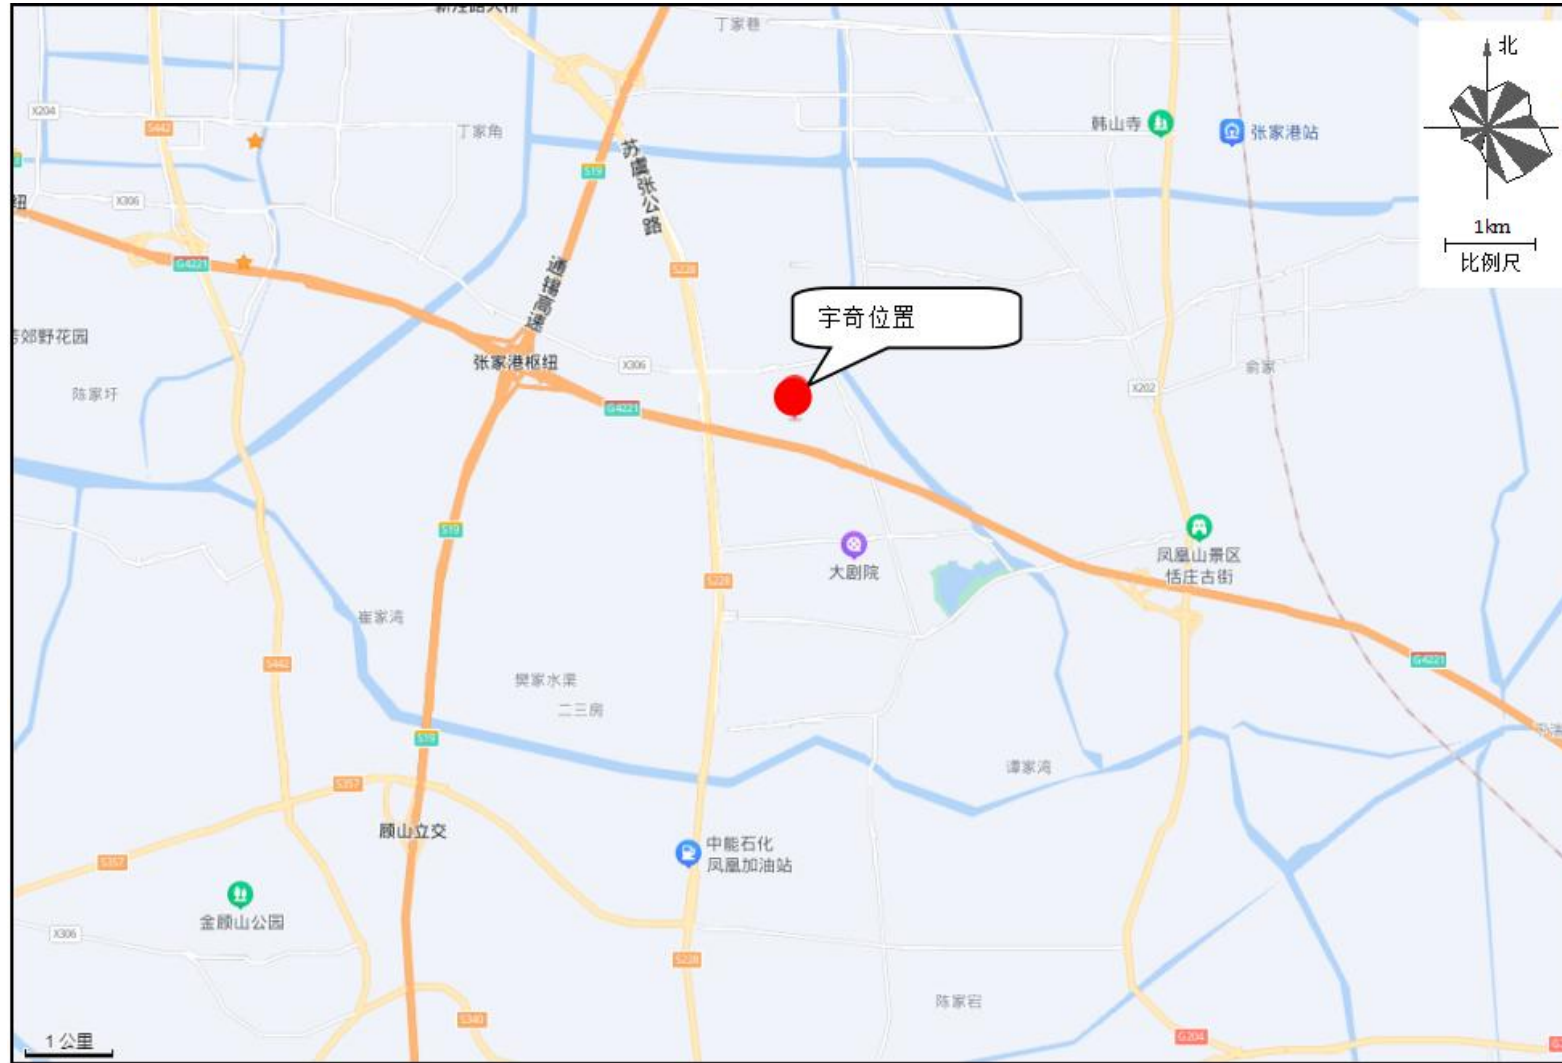 丁家巷
X204
S442
丁家角
S19
苏虞张公路
韩山寺
张家港站
北
1km
比例尺
X306
G4221
S228
通锡高速
宇奇位置
郊野花园
张家港枢纽
X306
俞家
陈家圩
X202
G4221
S19
大剧院
凤凰山景区
恬庄古街
S228
崔家湾
S442
G4221
樊家水渠
二三房
S19
谭家湾
S357
顾山立交
中能石化
凤凰加油站
S357
金顾山公园
X306
S228
陈家宕
S340
G204
1公里